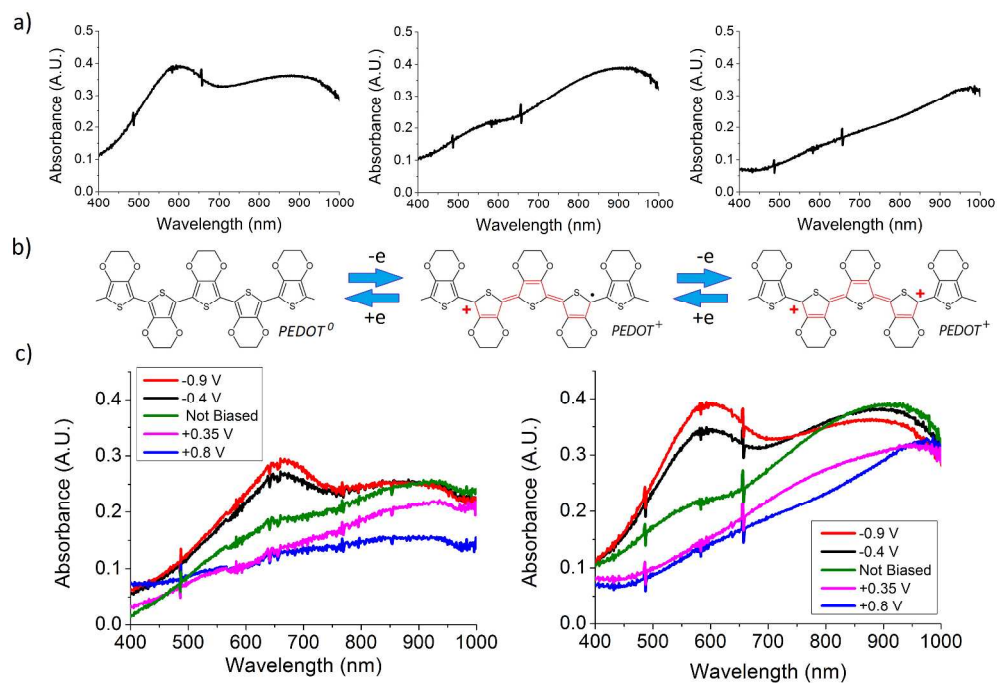 a)
0.5
0.4
0.3
0.2
0.1
0.0
Absorbance (A.U.)
400 500 600 700 800 900 1000
Wavelength (nm)
0.5
0.4
0.3
0.2
0.1
0.0
Absorbance (A.U.)
400 500 600 700 800 900 1000
Wavelength (nm)
0.5
0.4
0.3
0.2
0.1
0.0
Absorbance (A.U.)
400 500 600 700 800 900 1000
Wavelength (nm)
b)
O O O O O O
S S S S S
O O O O
PEDOT⁰
-e
+e
O O O O O O
S S S S S
O O O O
+
PEDOT⁺
-e
+e
O O O O O O
S S S S S
O O O O
+ +
PEDOT⁺
c)
-0.9 V
-0.4 V
Not Biased
+0.35 V
+0.8 V
0.4
0.3
0.2
0.1
0.0
Absorbance (A.U.)
400 500 600 700 800 900 1000
Wavelength (nm)
0.4
0.3
0.2
0.1
0.0
Absorbance (A.U.)
-0.9 V
-0.4 V
Not Biased
+0.35 V
+0.8 V
400 500 600 700 800 900 1000
Wavelength (nm)